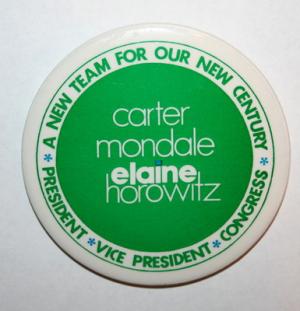 A NEW TEAM FOR OUR NEW CENTURY
carter
mondale
elaine
horowitz
* PRESIDENT * VICE PRESIDENT * CONGRESS *